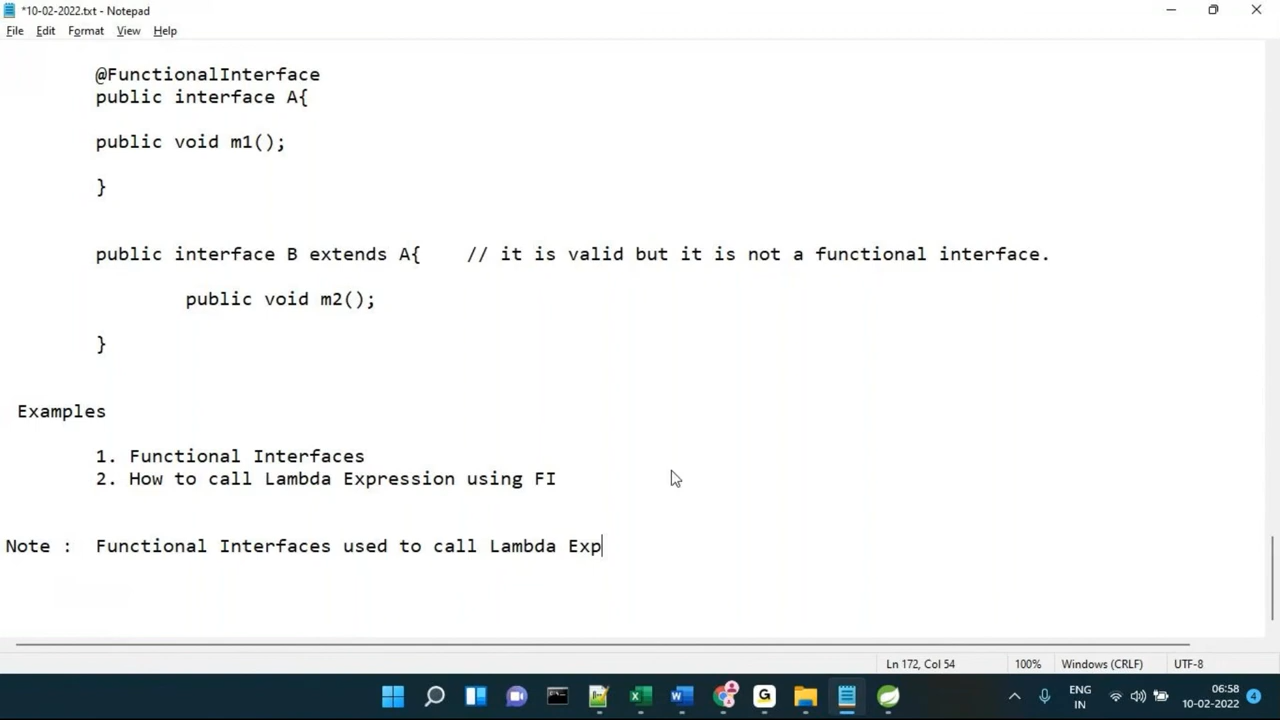 *10-02-2022.txt - Notepad
File Edit Format View Help
@FunctionalInterface
public interface A{
public void m1();
}
public interface B extends A{ // it is valid but it is not a functional interface.
public void m2();
}
Examples
1. Functional Interfaces
2. How to call Lambda Expression using FI
Note : Functional Interfaces used to call Lambda Exp
Ln 172, Col 54 100% Windows (CRLF) UTF-8
ENG
IN
06:58
10-02-2022
4